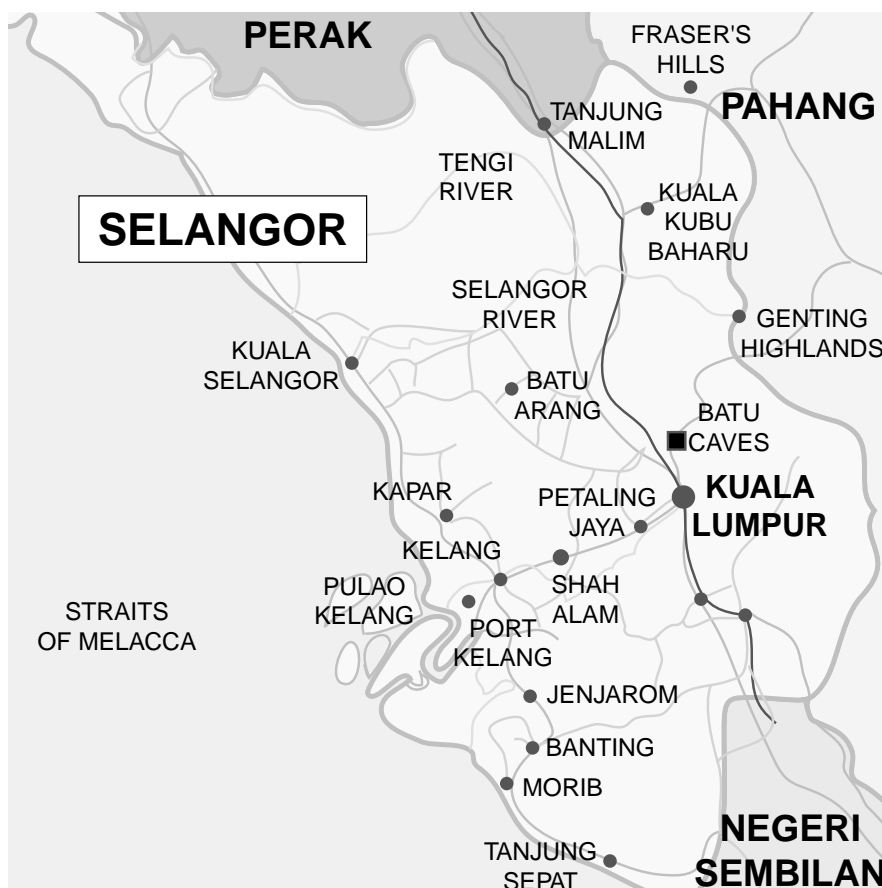 PERAK
FRASER'S
HILLS
PAHANG
TANJUNG
MALIM
TENGI
RIVER
KUALA
KUBU
BAHARU
SELANGOR
SELANGOR
RIVER
GENTING
HIGHLANDS
KUALA
SELANGOR
BATU
ARANG
BATU
CAVES
KAPAR
PETALING
JAYA
KUALA
LUMPUR
KELANG
PULAO
KELANG
SHAH
ALAM
STRAITS
OF MELACCA
PORT
KELANG
JENJAROM
BANTING
MORIB
NEGERI
SEMBILAN
TANJUNG
SEPAT